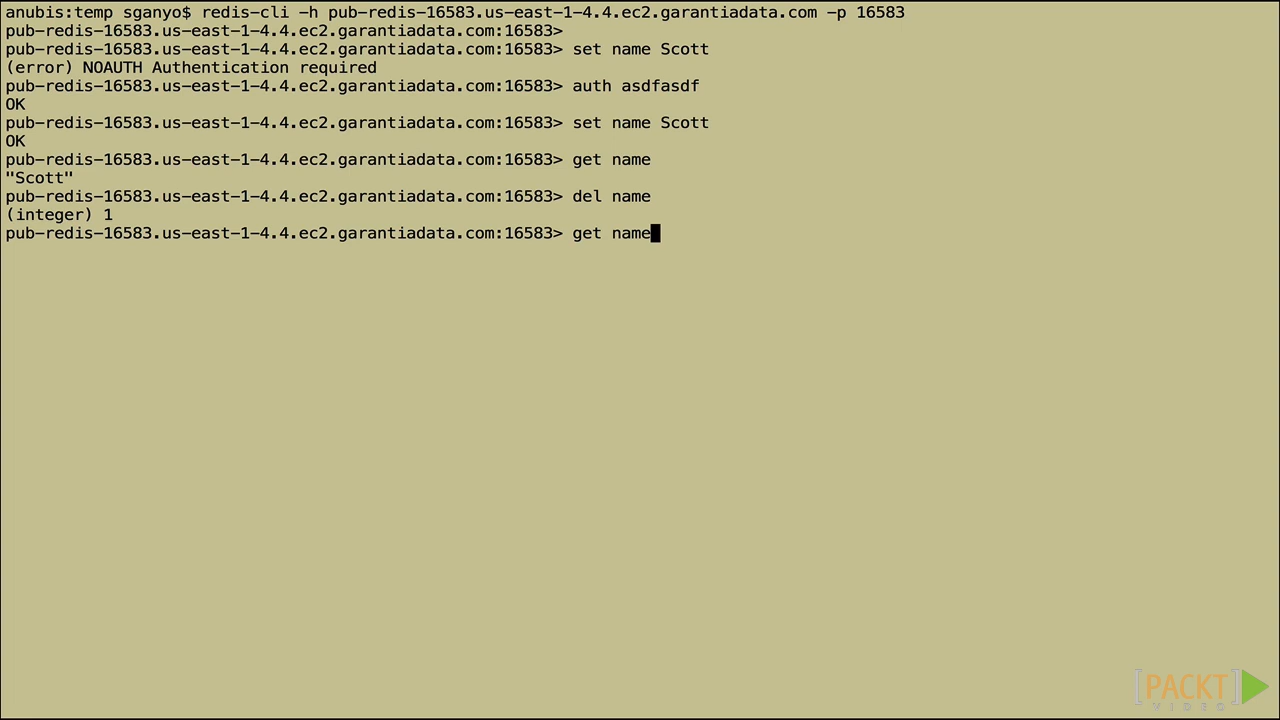 anubis:temp sganyo$ redis-cli -h pub-redis-16583.us-east-1-4.4.ec2.garantiadata.com -p 16583
pub-redis-16583.us-east-1-4.4.ec2.garantiadata.com:16583>
pub-redis-16583.us-east-1-4.4.ec2.garantiadata.com:16583> set name Scott
(error) NOAUTH Authentication required
pub-redis-16583.us-east-1-4.4.ec2.garantiadata.com:16583> auth asdfasdf
OK
pub-redis-16583.us-east-1-4.4.ec2.garantiadata.com:16583> set name Scott
OK
pub-redis-16583.us-east-1-4.4.ec2.garantiadata.com:16583> get name
"Scott"
pub-redis-16583.us-east-1-4.4.ec2.garantiadata.com:16583> del name
(integer) 1
pub-redis-16583.us-east-1-4.4.ec2.garantiadata.com:16583> get name
[PACKT]
VIDEO